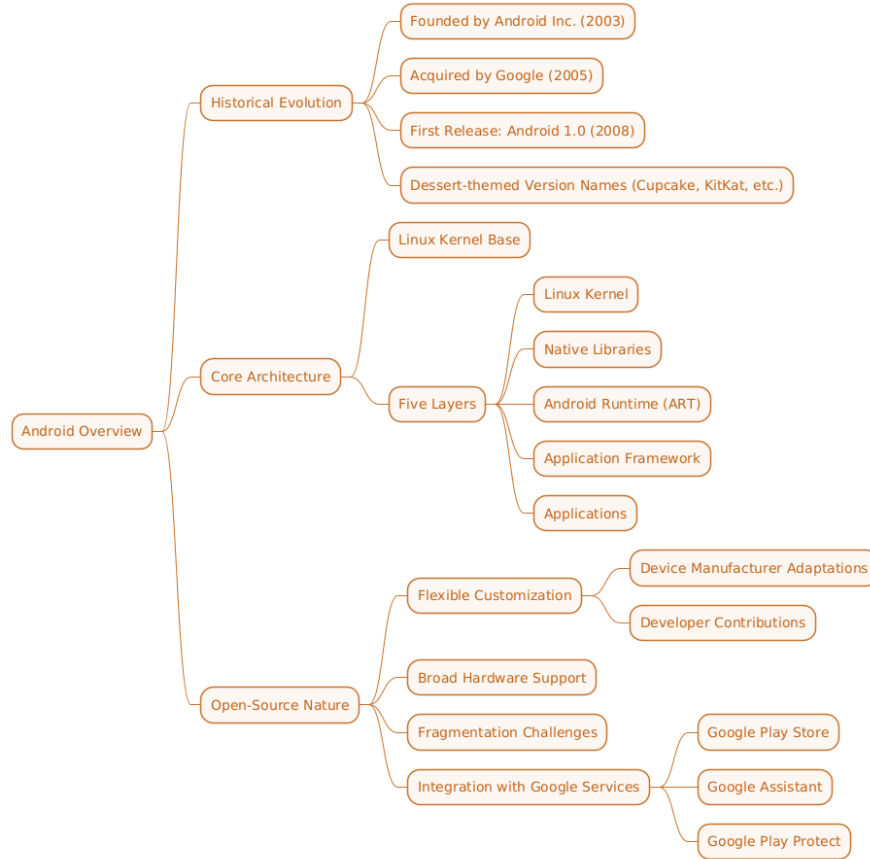 Android Overview
Historical Evolution
Founded by Android Inc. (2003)
Acquired by Google (2005)
First Release: Android 1.0 (2008)
Dessert-themed Version Names (Cupcake, KitKat, etc.)
Core Architecture
Linux Kernel Base
Five Layers
Linux Kernel
Native Libraries
Android Runtime (ART)
Application Framework
Applications
Open-Source Nature
Flexible Customization
Device Manufacturer Adaptations
Developer Contributions
Broad Hardware Support
Fragmentation Challenges
Integration with Google Services
Google Play Store
Google Assistant
Google Play Protect